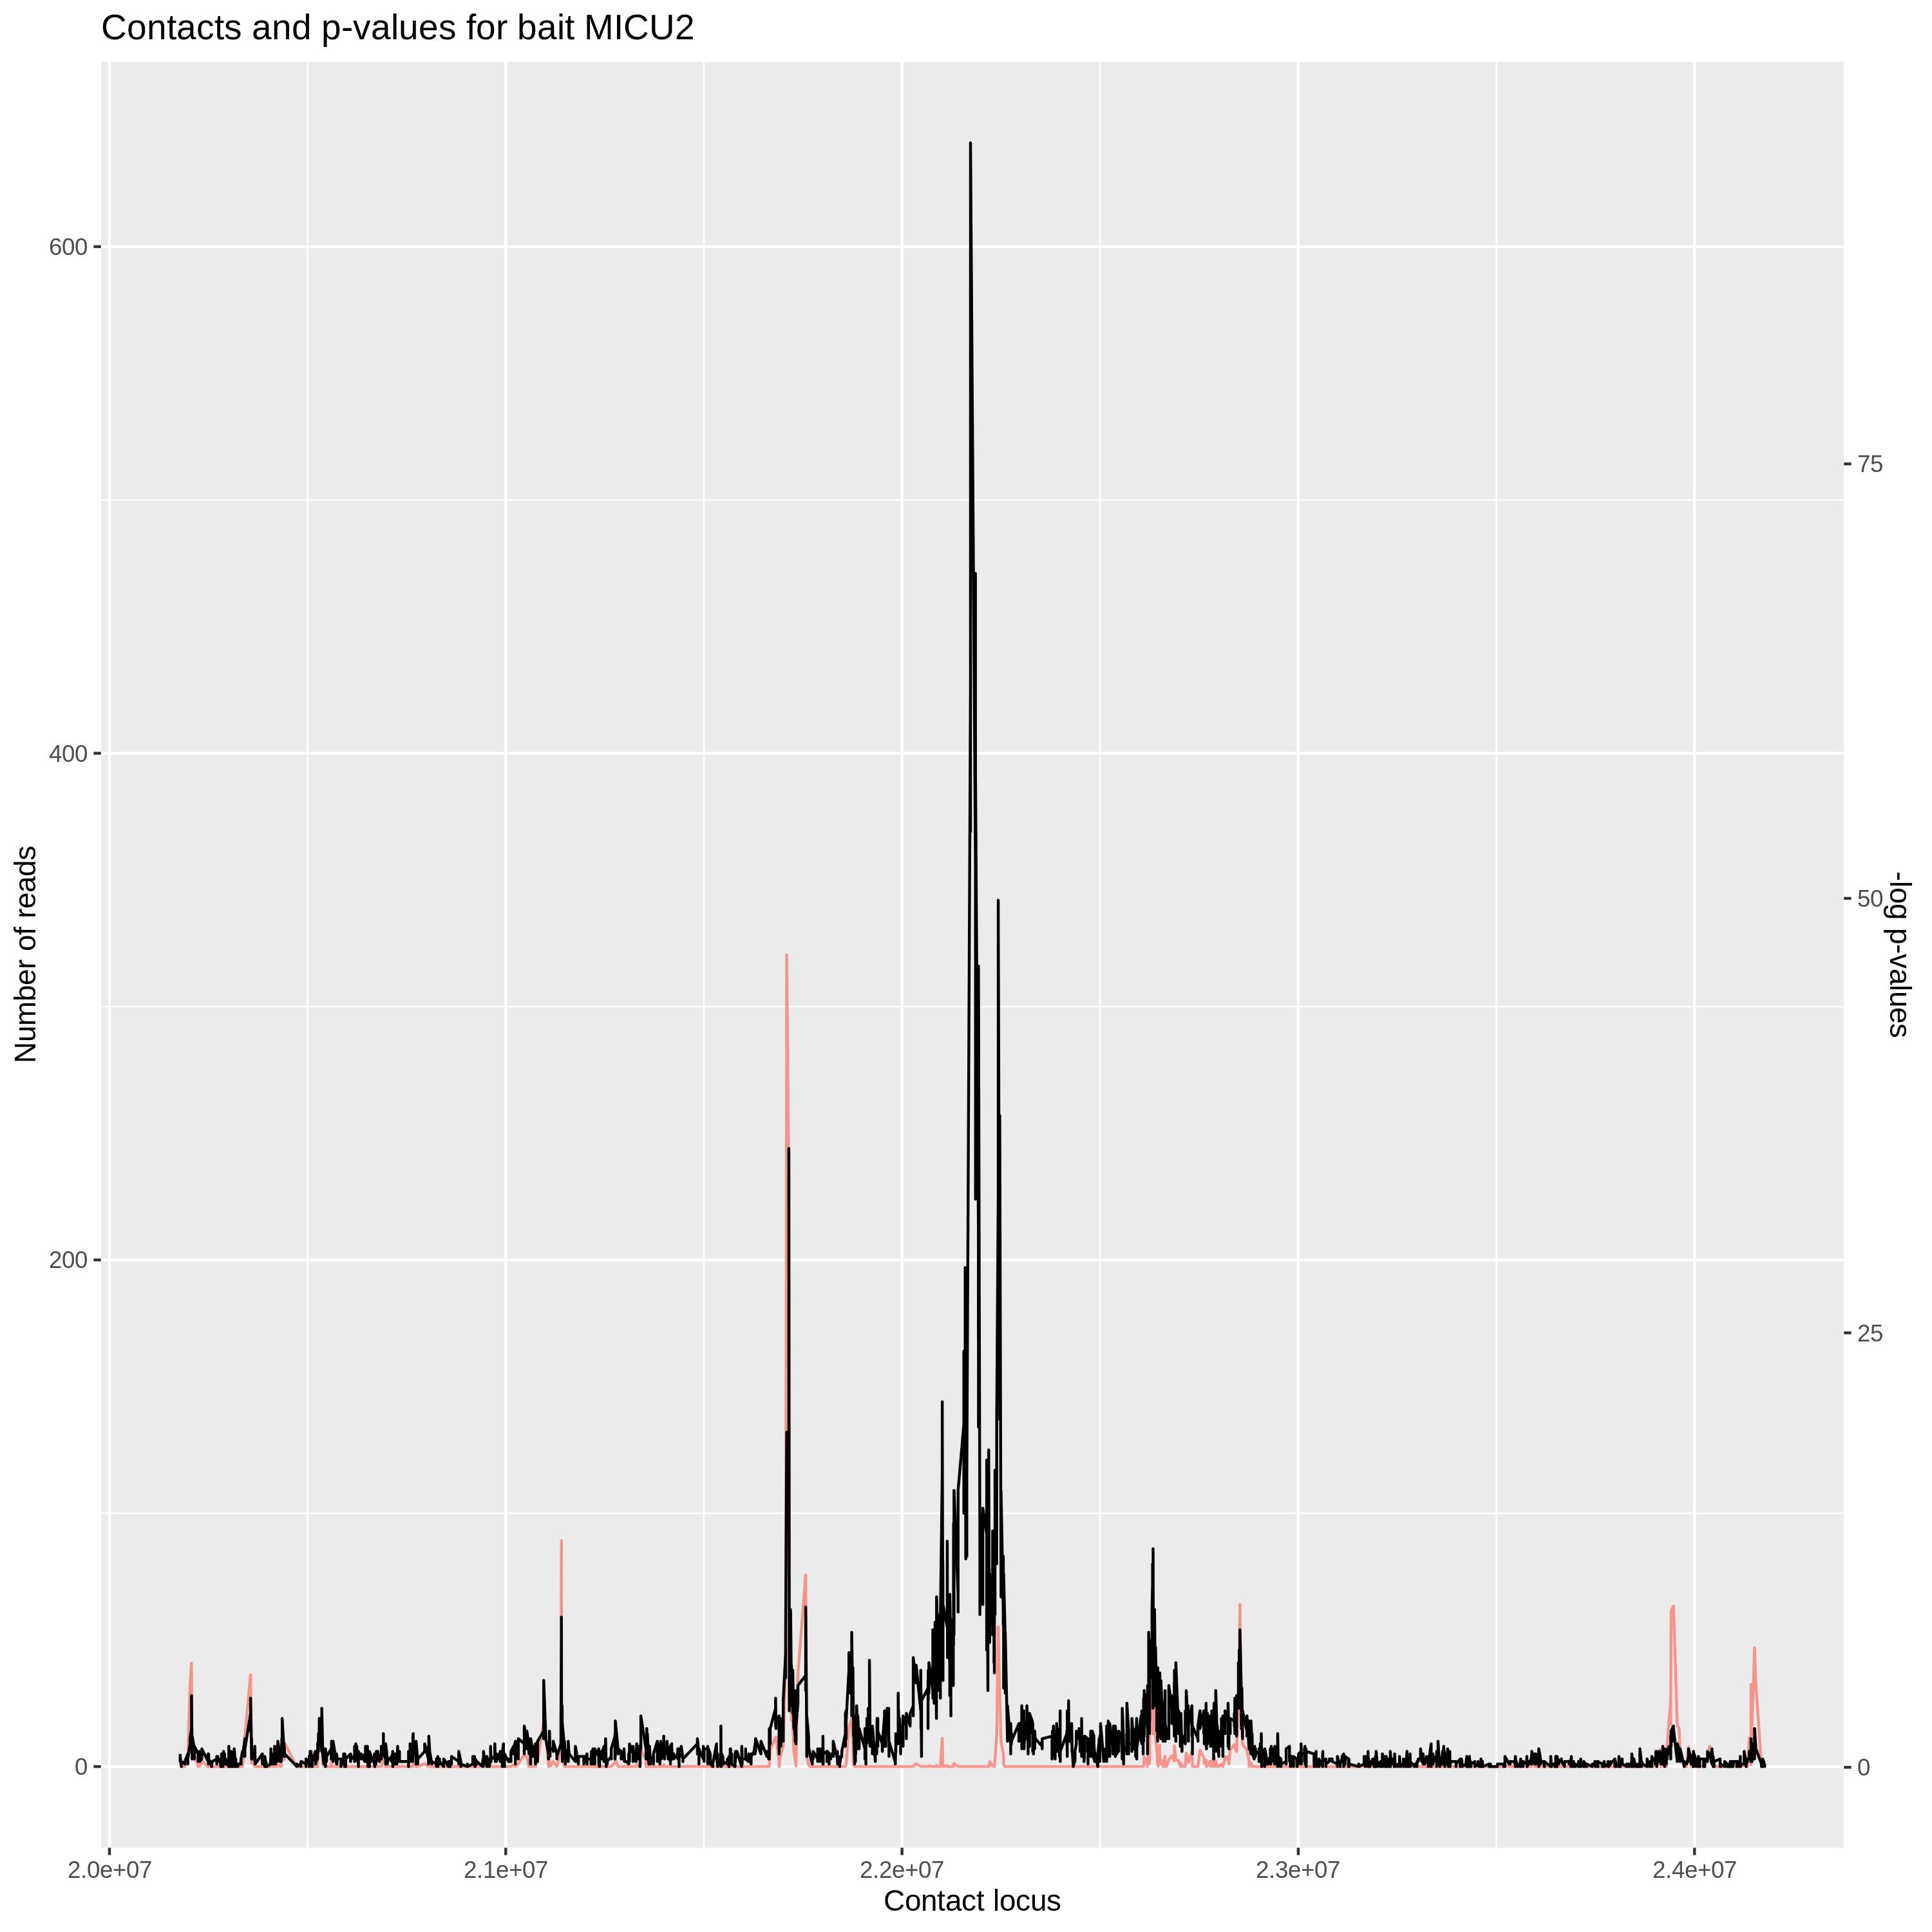 Contacts and p-values for bait MICU2
600
400
200
0
Number of reads
75
50
25
0
-log p-values
2.0e+07 2.1e+07 2.2e+07 2.3e+07 2.4e+07
Contact locus